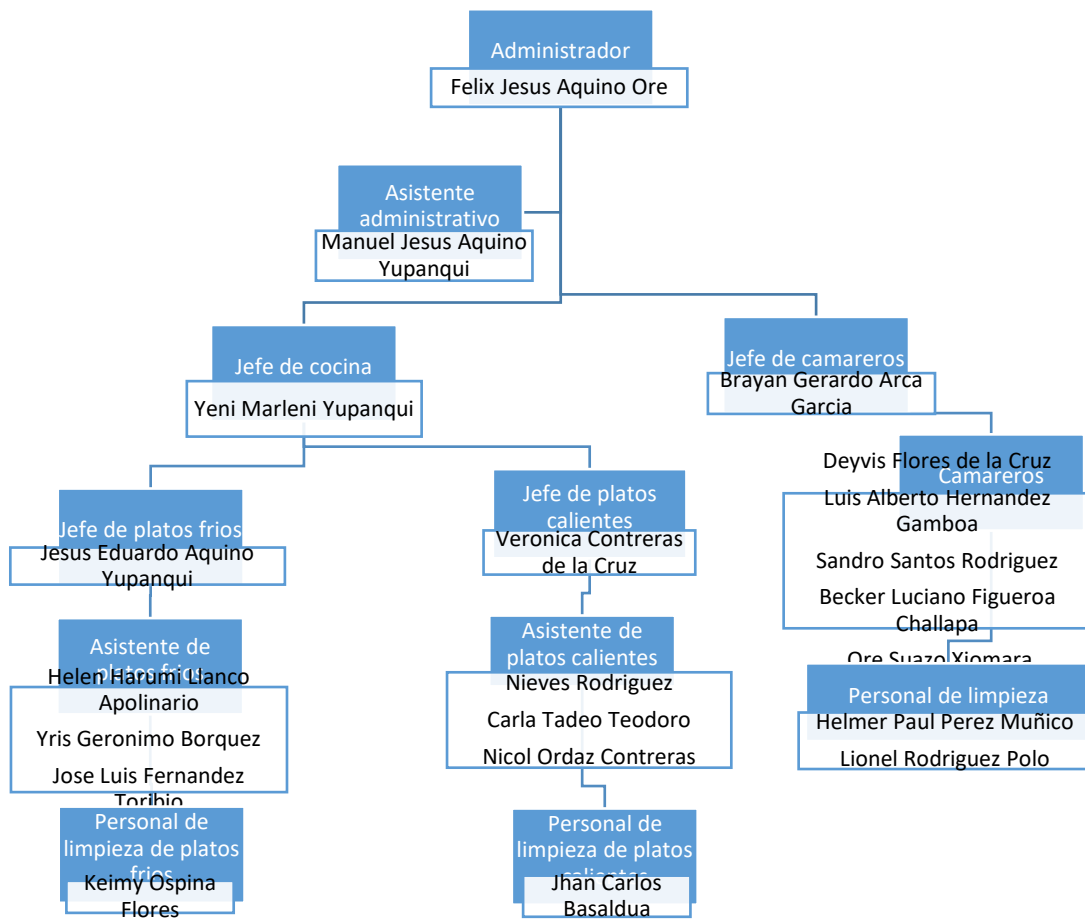 Administrador
Felix Jesus Aquino Ore
Asistente
administrativo
Manuel Jesus Aquino
Yupanqui
Jefe de cocina
Yeni Marleni Yupanqui
Jefe de camareros
Brayan Gerardo Arca
Garcia
Camareros
Deyvis Flores de la Cruz
Luis Alberto Hernandez
Gamboa
Sandro Santos Rodriguez
Becker Luciano Figueroa
Challapa
Ore Suazo Xiomara
Personal de limpieza
Helmer Paul Perez Muñico
Lionel Rodriguez Polo
Jefe de platos frios
Jesus Eduardo Aquino
Yupanqui
Asistente de
platos frios
Helen Harumi Llanco
Apolinario
Yris Geronimo Borquez
Jose Luis Fernandez
Toribio
Personal de
limpieza de platos
frios
Keimy Ospina
Flores
Jefe de platos
calientes
Veronica Contreras
de la Cruz
Asistente de
platos calientes
Nieves Rodriguez
Carla Tadeo Teodoro
Nicol Ordaz Contreras
Personal de
limpieza de platos
calientes
Jhan Carlos
Basaldua